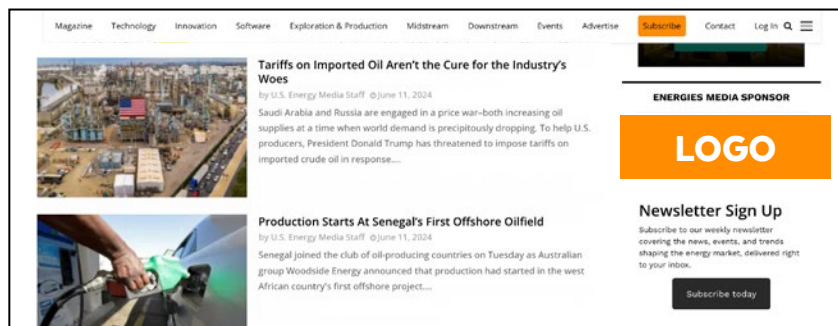 Magazine Technology Innovation Software Exploration & Production Midstream Downstream Events Advertise Subscribe Contact Log In
Tariffs on Imported Oil Aren't the Cure for the Industry's
Woes
by U.S. Energy Media Staff June 11, 2024
Saudi Arabia and Russia are engaged in a price war–both increasing oil
supplies at a time when world demand is precipitously dropping. To help U.S.
producers, President Donald Trump has threatened to impose tariffs on
imported crude oil in response....
Production Starts At Senegal's First Offshore Oilfield
by U.S. Energy Media Staff June 11, 2024
Senegal joined the club of oil-producing countries on Tuesday as Australian
group Woodside Energy announced that production had started in the west
African country's first offshore project....
ENERGIES MEDIA SPONSOR
LOGO
Newsletter Sign Up
Subscribe to our weekly newsletter
covering the news, events, and trends
shaping the energy market, delivered right
to your inbox.
Subscribe today